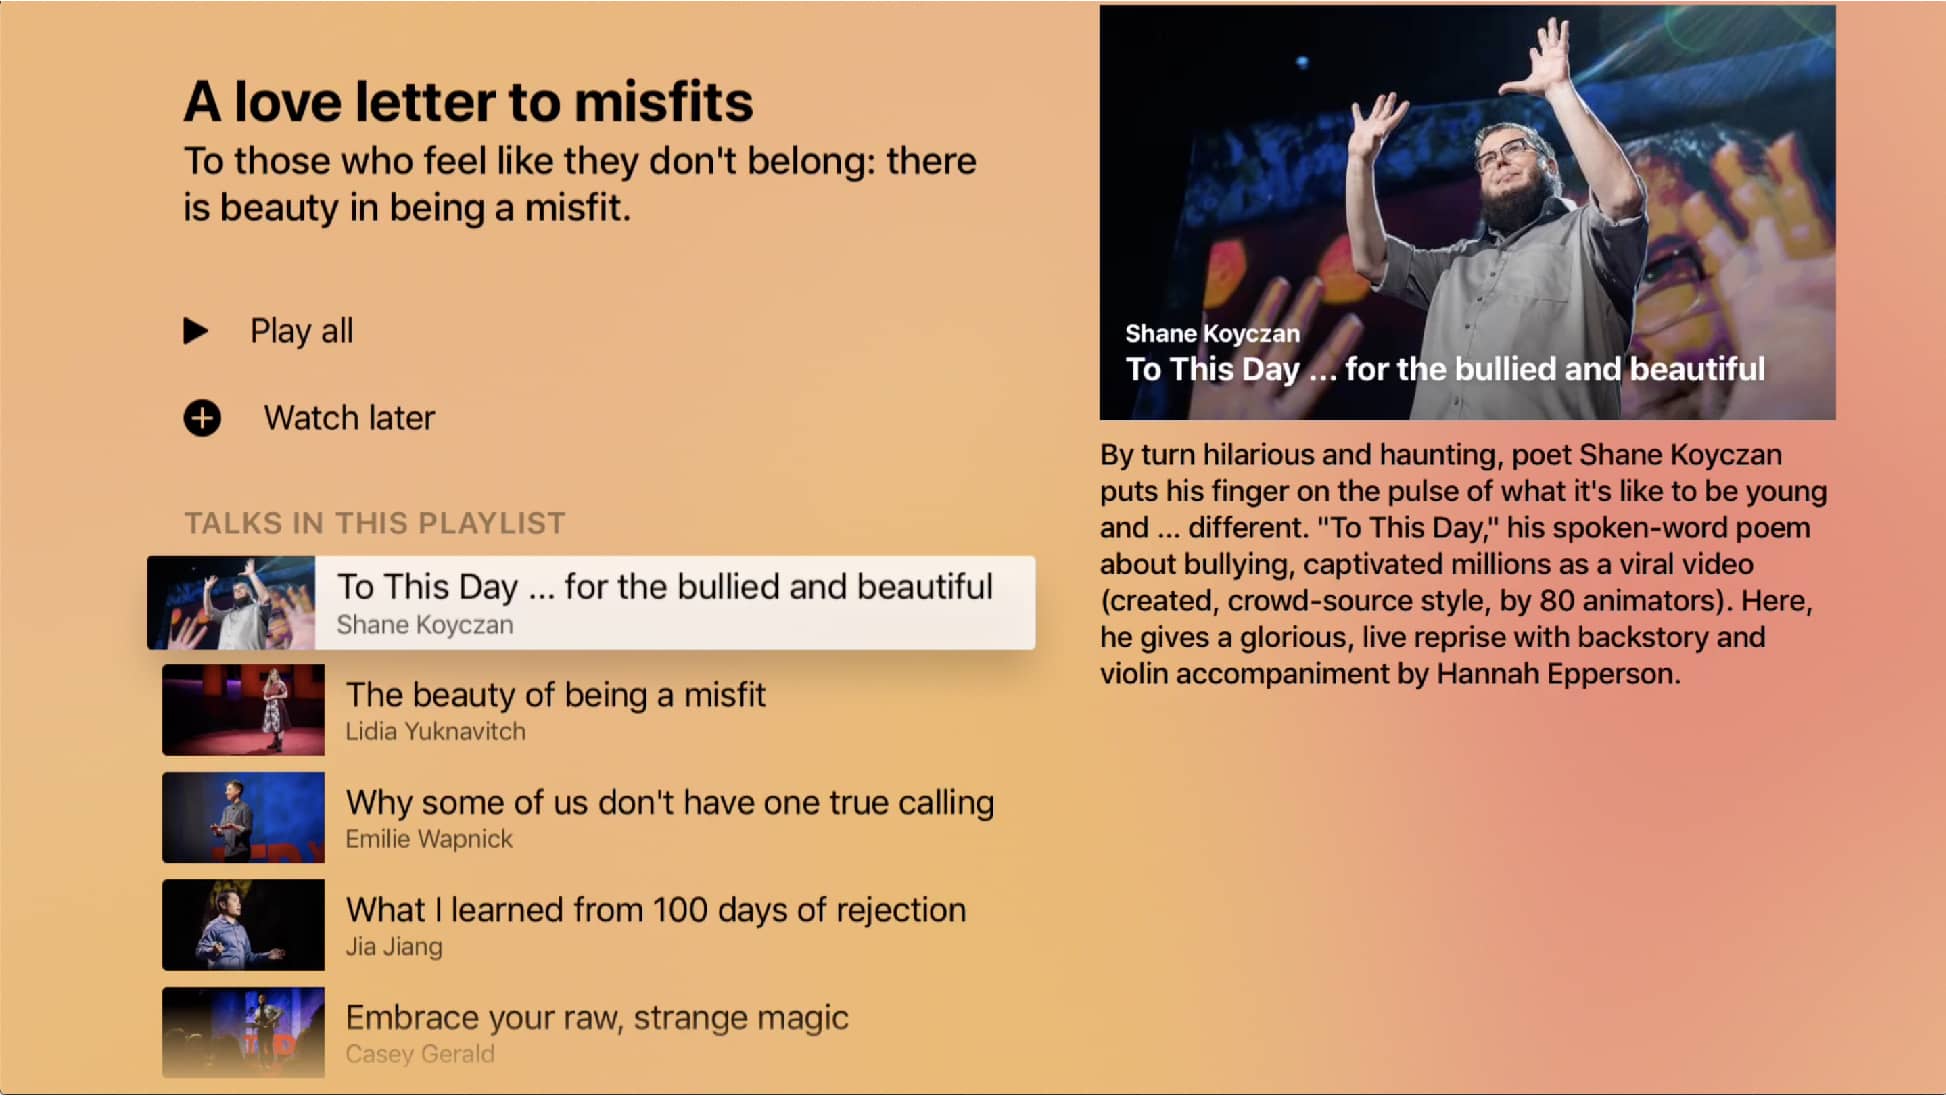 A love letter to misfits
To those who feel like they don't belong: there
is beauty in being a misfit.
Play all
Watch later
TALKS IN THIS PLAYLIST
To This Day ... for the bullied and beautiful
Shane Koyczan
The beauty of being a misfit
Lidia Yuknavitch
Why some of us don't have one true calling
Emilie Wapnick
What I learned from 100 days of rejection
Jia Jiang
Embrace your raw, strange magic
Casey Gerald
Shane Koyczan
To This Day ... for the bullied and beautiful
By turn hilarious and haunting, poet Shane Koyczan
puts his finger on the pulse of what it's like to be young
and ... different. "To This Day," his spoken-word poem
about bullying, captivated millions as a viral video
(created, crowd-source style, by 80 animators). Here,
he gives a glorious, live reprise with backstory and
violin accompaniment by Hannah Epperson.